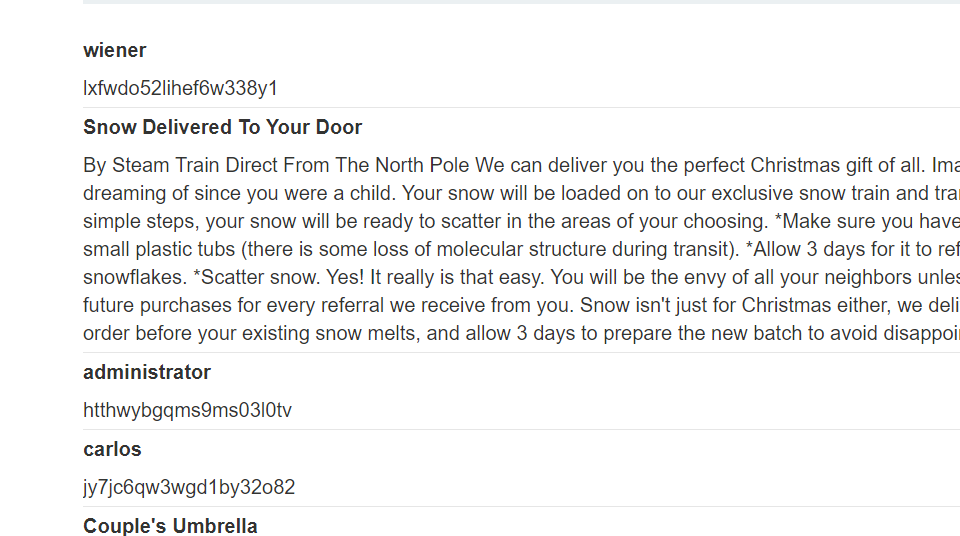 wiener
lxfwdo52lihef6w338y1
Snow Delivered To Your Door
By Steam Train Direct From The North Pole We can deliver you the perfect Christmas gift of all. Ima
dreaming of since you were a child. Your snow will be loaded on to our exclusive snow train and tra
simple steps, your snow will be ready to scatter in the areas of your choosing. *Make sure you have
small plastic tubs (there is some loss of molecular structure during transit). *Allow 3 days for it to ref
snowflakes. *Scatter snow. Yes! It really is that easy. You will be the envy of all your neighbors unles
future purchases for every referral we receive from you. Snow isn't just for Christmas either, we deli
order before your existing snow melts, and allow 3 days to prepare the new batch to avoid disappoi
administrator
htthwybgqms9ms03l0tv
carlos
jy7jc6qw3wgd1by32o82
Couple's Umbrella